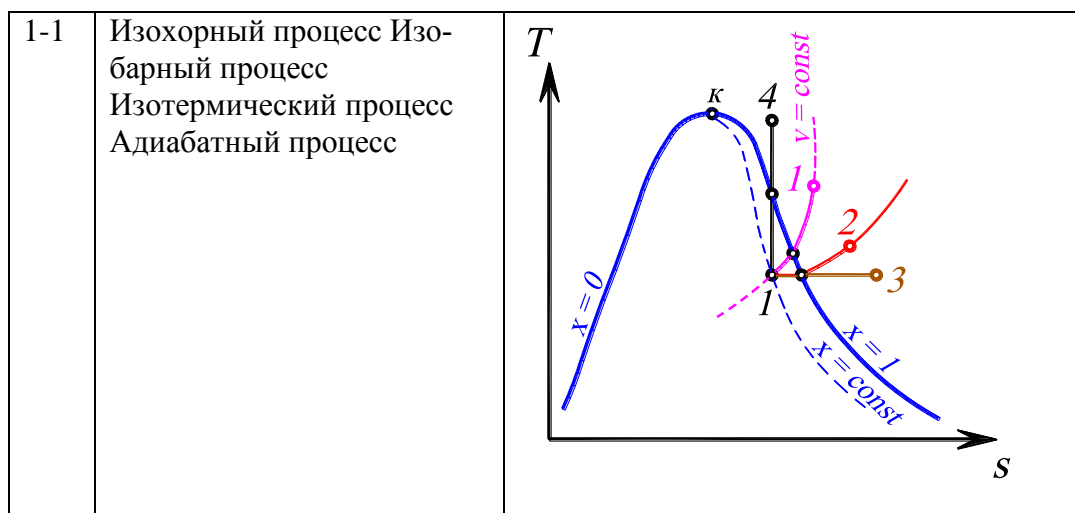 1-1
Изохорный процесс Изо-
барный процесс
Изотермический процесс
Адиабатный процесс
T
к
4
v = const
1
2
3
1
x = 0
x = 1
x = const
s